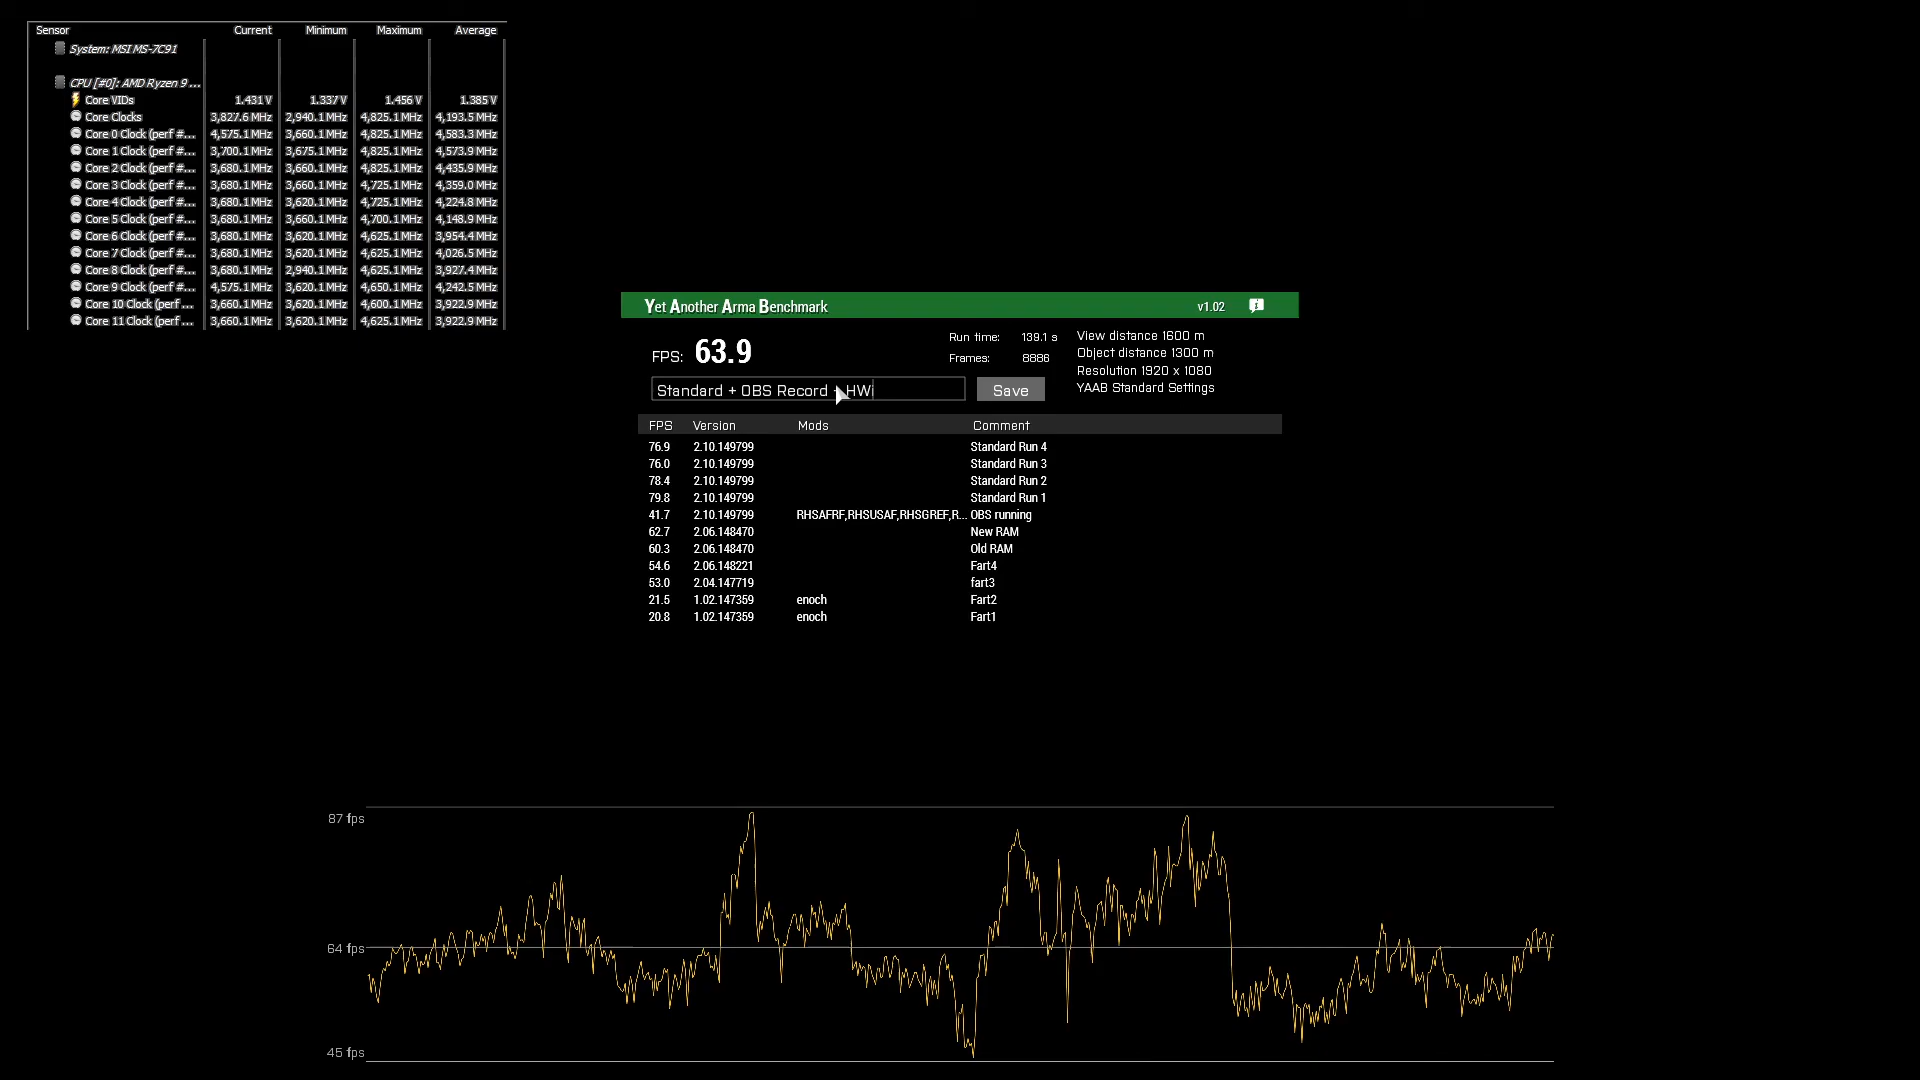 Sensor Current Minimum Maximum Average
System: MSI MS-7C91
CPU [#0]: AMD Ryzen 9 ...
Core VIDs 1.431 V 1.337 V 1.456 V 1.385 V
Core Clocks 3,827.6 MHz 2,940.1 MHz 4,825.1 MHz 4,193.5 MHz
Core 0 Clock (perf #... 4,575.1 MHz 3,660.1 MHz 4,825.1 MHz 4,583.3 MHz
Core 1 Clock (perf #... 3,700.1 MHz 3,675.1 MHz 4,825.1 MHz 4,573.9 MHz
Core 2 Clock (perf #... 3,680.1 MHz 3,660.1 MHz 4,825.1 MHz 4,435.9 MHz
Core 3 Clock (perf #... 3,680.1 MHz 3,660.1 MHz 4,725.1 MHz 4,359.0 MHz
Core 4 Clock (perf #... 3,680.1 MHz 3,620.1 MHz 4,725.1 MHz 4,224.8 MHz
Core 5 Clock (perf #... 3,680.1 MHz 3,660.1 MHz 4,700.1 MHz 4,148.9 MHz
Core 6 Clock (perf #... 3,680.1 MHz 3,620.1 MHz 4,625.1 MHz 3,954.4 MHz
Core 7 Clock (perf #... 3,680.1 MHz 3,620.1 MHz 4,625.1 MHz 4,026.5 MHz
Core 8 Clock (perf #... 3,680.1 MHz 2,940.1 MHz 4,625.1 MHz 3,927.4 MHz
Core 9 Clock (perf #... 4,575.1 MHz 3,620.1 MHz 4,650.1 MHz 4,242.5 MHz
Core 10 Clock (perf ... 3,660.1 MHz 3,620.1 MHz 4,600.1 MHz 3,922.9 MHz
Core 11 Clock (perf ... 3,660.1 MHz 3,620.1 MHz 4,625.1 MHz 3,922.9 MHz
Yet Another Arma Benchmark v1.02
FPS: 63.9
Run time: 139.1 s
Frames: 8886
View distance 1600 m
Object distance 1300 m
Resolution 1920 x 1080
YAAB Standard Settings
Standard + OBS Record + HWi Save
FPS Version Mods Comment
76.9 2.10.149799 Standard Run 4
76.0 2.10.149799 Standard Run 3
78.4 2.10.149799 Standard Run 2
79.8 2.10.149799 Standard Run 1
41.7 2.10.149799 RHSAFRF,RHSUSAF,RHSGREF,R... OBS running
62.7 2.06.148470 New RAM
60.3 2.06.148470 Old RAM
54.6 2.06.148221 Fart4
53.0 2.04.147719 fart3
21.5 1.02.147359 enoch Fart2
20.8 1.02.147359 enoch Fart1
87 fps
64 fps
45 fps